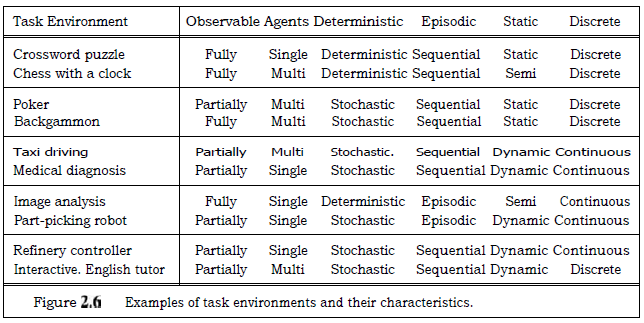 Task Environment Observable Agents Deterministic Episodic Static Discrete
Crossword puzzle Fully Single Deterministic Sequential Static Discrete
Chess with a clock Fully Multi Deterministic Sequential Semi Discrete
Poker Partially Multi Stochastic Sequential Static Discrete
Backgammon Fully Multi Stochastic Sequential Static Discrete
Taxi driving Partially Multi Stochastic. Sequential Dynamic Continuous
Medical diagnosis Partially Single Stochastic Sequential Dynamic Continuous
Image analysis Fully Single Deterministic Episodic Semi Continuous
Part-picking robot Partially Single Stochastic Episodic Dynamic Continuous
Refinery controller Partially Single Stochastic Sequential Dynamic Continuous
Interactive. English tutor Partially Multi Stochastic Sequential Dynamic Discrete
Figure 2.6 Examples of task environments and their characteristics.